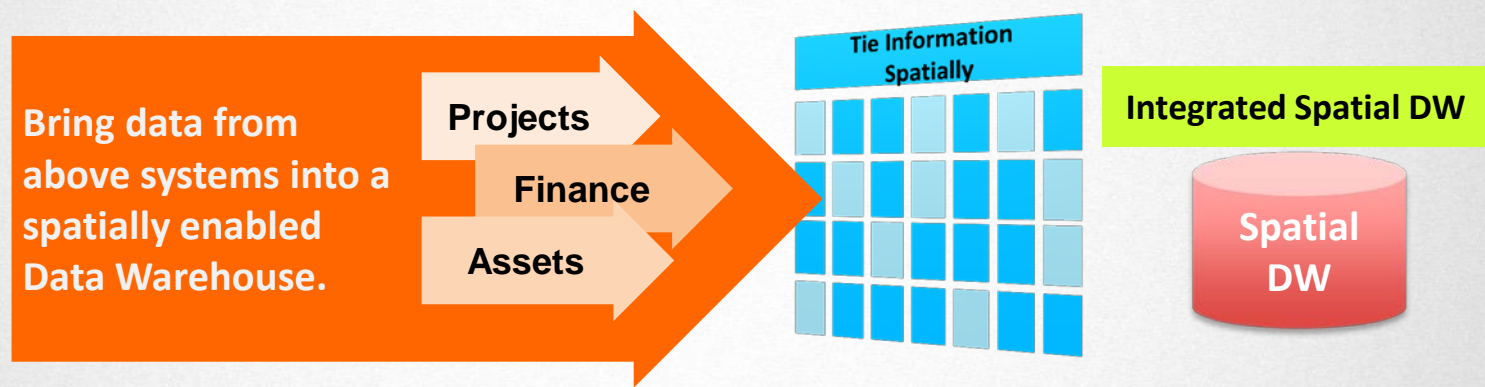 Bring data from
above systems into a
spatially enabled
Data Warehouse.
Projects
Finance
Assets
Tie Information
Spatially
Integrated Spatial DW
Spatial
DW